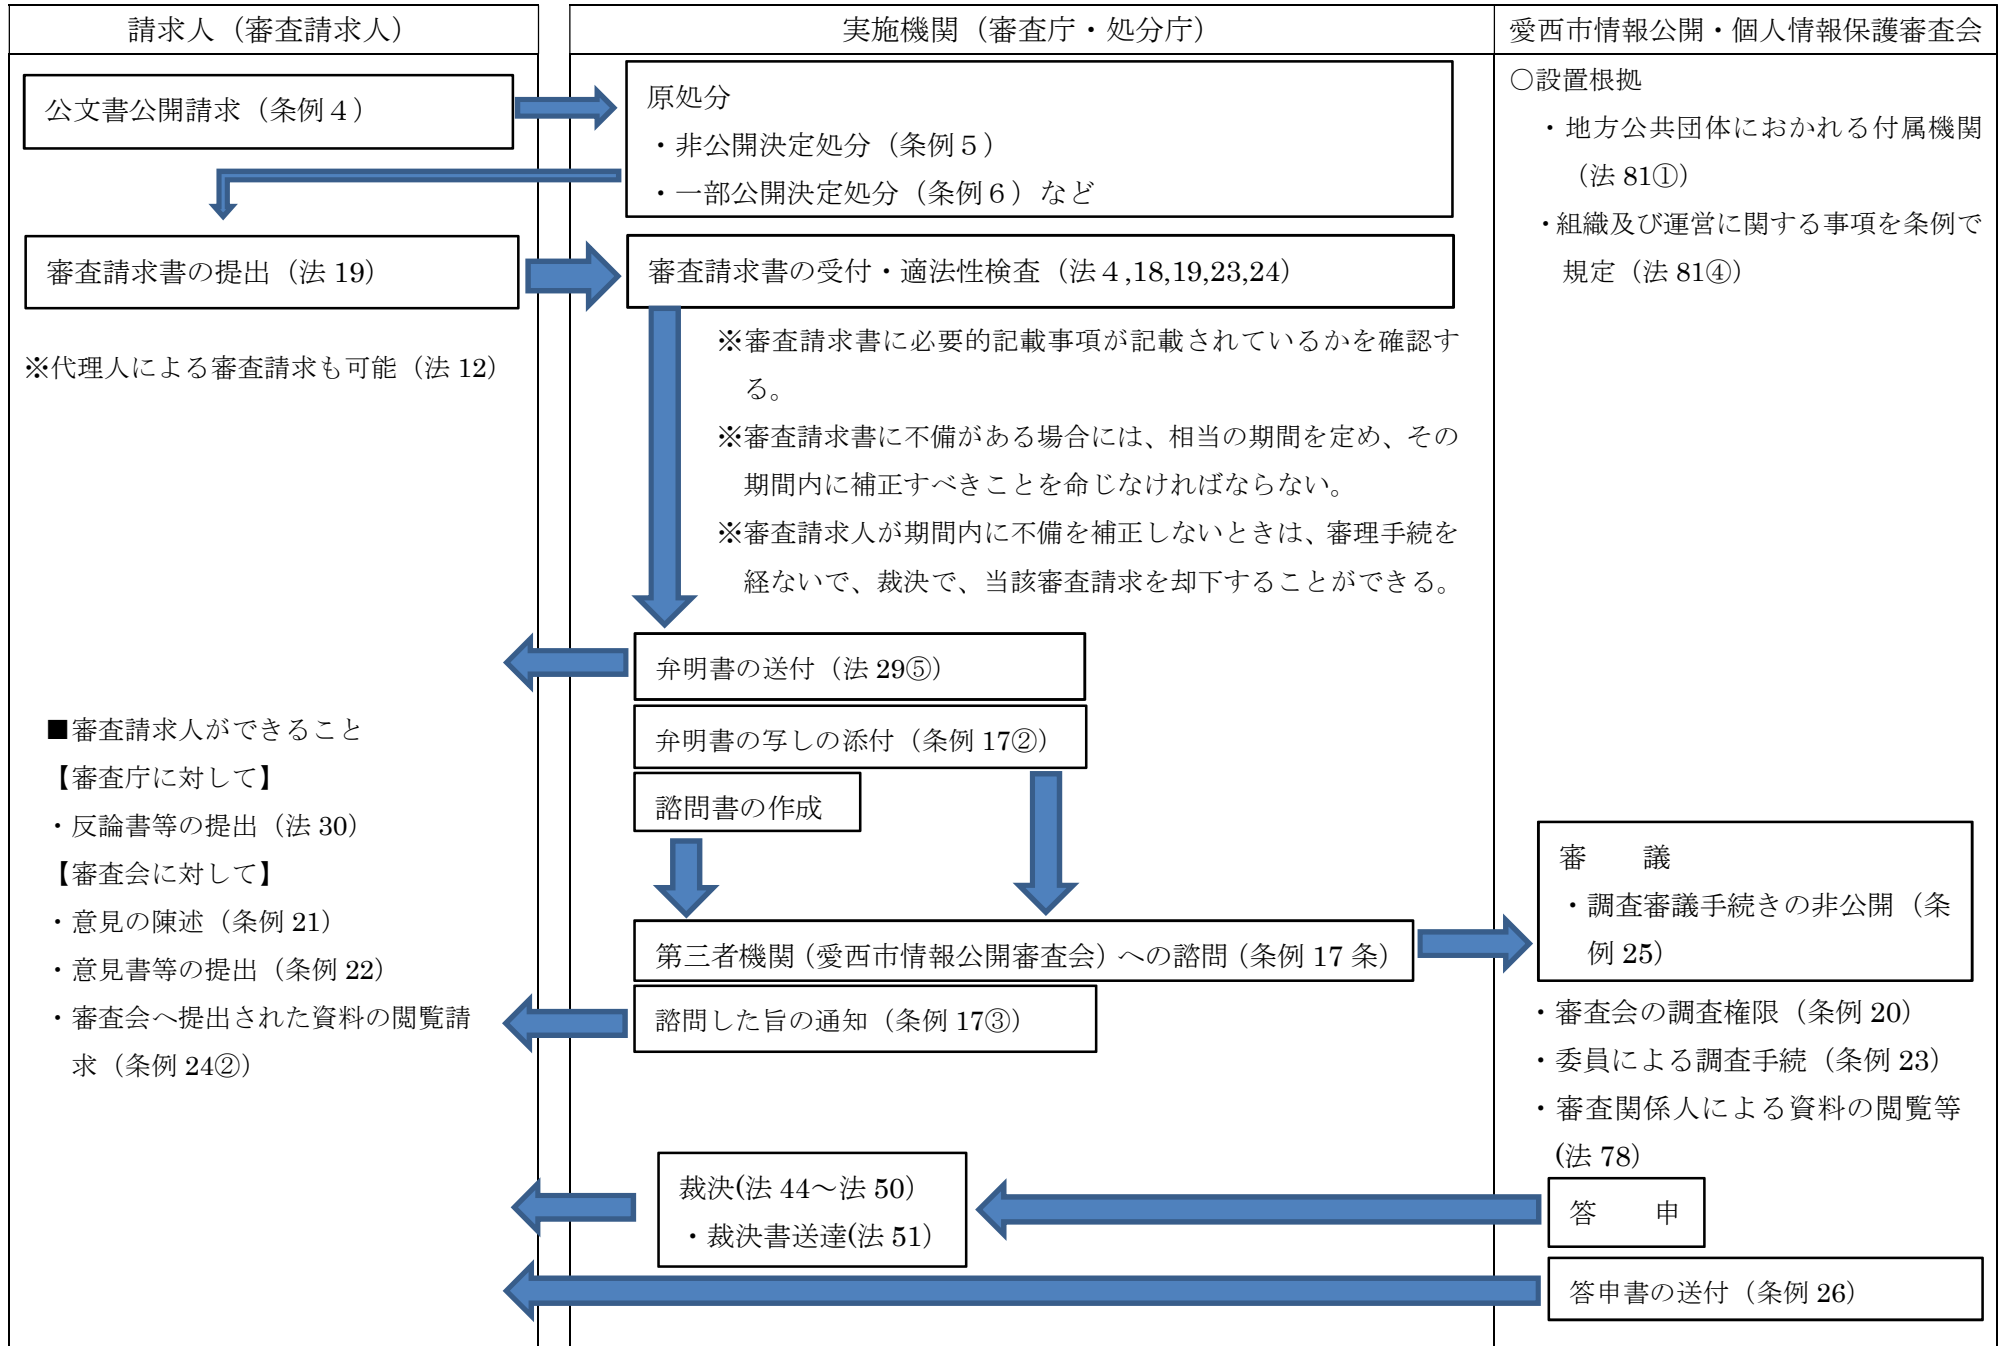 請求人（審査請求人）
実施機関（審査庁・処分庁）
愛西市情報公開・個人情報保護審査会
公文書公開請求（条例４）
審査請求書の提出（法 19）
※代理人による審査請求も可能（法 12）
■審査請求人ができること
【審査庁に対して】
・反論書等の提出（法 30）
【審査会に対して】
・意見の陳述（条例 21）
・意見書等の提出（条例 22）
・審査会へ提出された資料の閲覧請
求（条例 24②）
原処分
・非公開決定処分（条例５）
・一部公開決定処分（条例６）など
審査請求書の受付・適法性検査（法４,18,19,23,24）
※審査請求書に必要的記載事項が記載されているかを確認す
る。
※審査請求書に不備がある場合には、相当の期間を定め、その
期間内に補正すべきことを命じなければならない。
※審査請求人が期間内に不備を補正しないときは、審理手続を
経ないで、裁決で、当該審査請求を却下することができる。
弁明書の送付（法 29⑤）
弁明書の写しの添付（条例 17②）
諮問書の作成
第三者機関（愛西市情報公開審査会）への諮問（条例 17 条）
諮問した旨の通知（条例 17③）
裁決(法 44～法 50）
・裁決書送達(法 51）
○設置根拠
・地方公共団体におかれる付属機関
（法 81①）
・組織及び運営に関する事項を条例で
規定（法 81④）
審　　議
・調査審議手続きの非公開（条
例 25）
・審査会の調査権限（条例 20）
・委員による調査手続（条例 23）
・審査関係人による資料の閲覧等
(法 78）
答　　申
答申書の送付（条例 26）